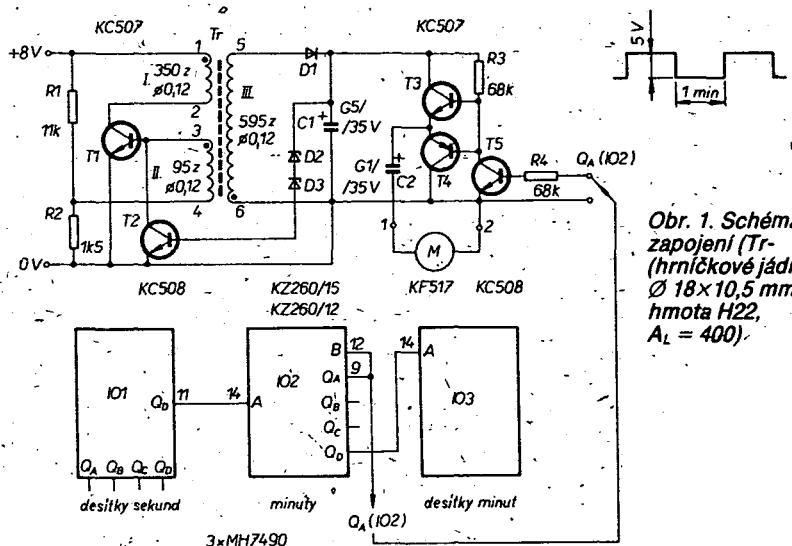 KC507
Tr
KC507
+8V
1
5
D1
R3
68k
5V
1 min
I.
350 z
ø0,12
2
III.
595z
ø0,12
C1
+
G5/
/35V
T3
R1
11k
T1
3
II.
95z
ø0,12
4
D2
D3
G1/
/35V
+
C2
T4
T5
R4
68k
QA (IO2)
R2
1k5
T2
6
0V
1
M
2
KC508
KZ260/15
KZ260/12
KF517
KC508
Obr. 1. Schéma
zapojení (Tr-
(hrníčkové jádr
Ø 18×10,5 mm
hmota H22,
AL = 400)
IO1
QD
11
14
A
IO2
B
12
QA
9
QB
QC
QD
14
A
IO3
QA QB QC QD
desítky sekund
minuty
desítky minut
QA (IO2)
3×MH7490